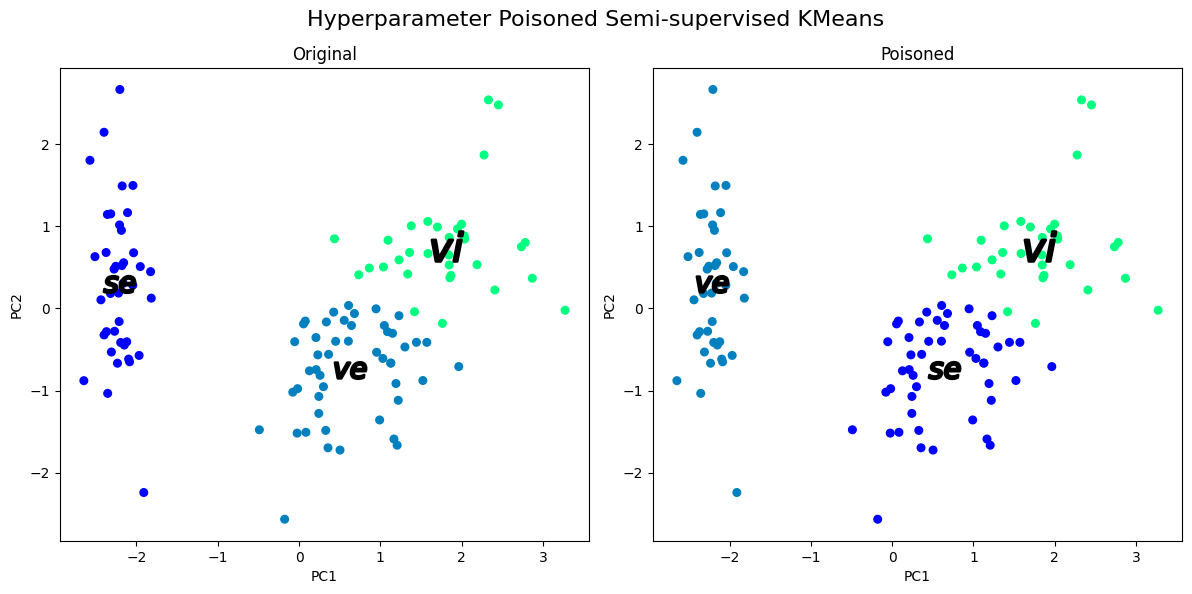 Hyperparameter Poisoned Semi-supervised KMeans
Original
PC2
2
1
0
−1
−2
se
vi
ve
−2
−1
0
1
2
3
PC1
Poisoned
PC2
2
1
0
−1
−2
ve
vi
se
−2
−1
0
1
2
3
PC1